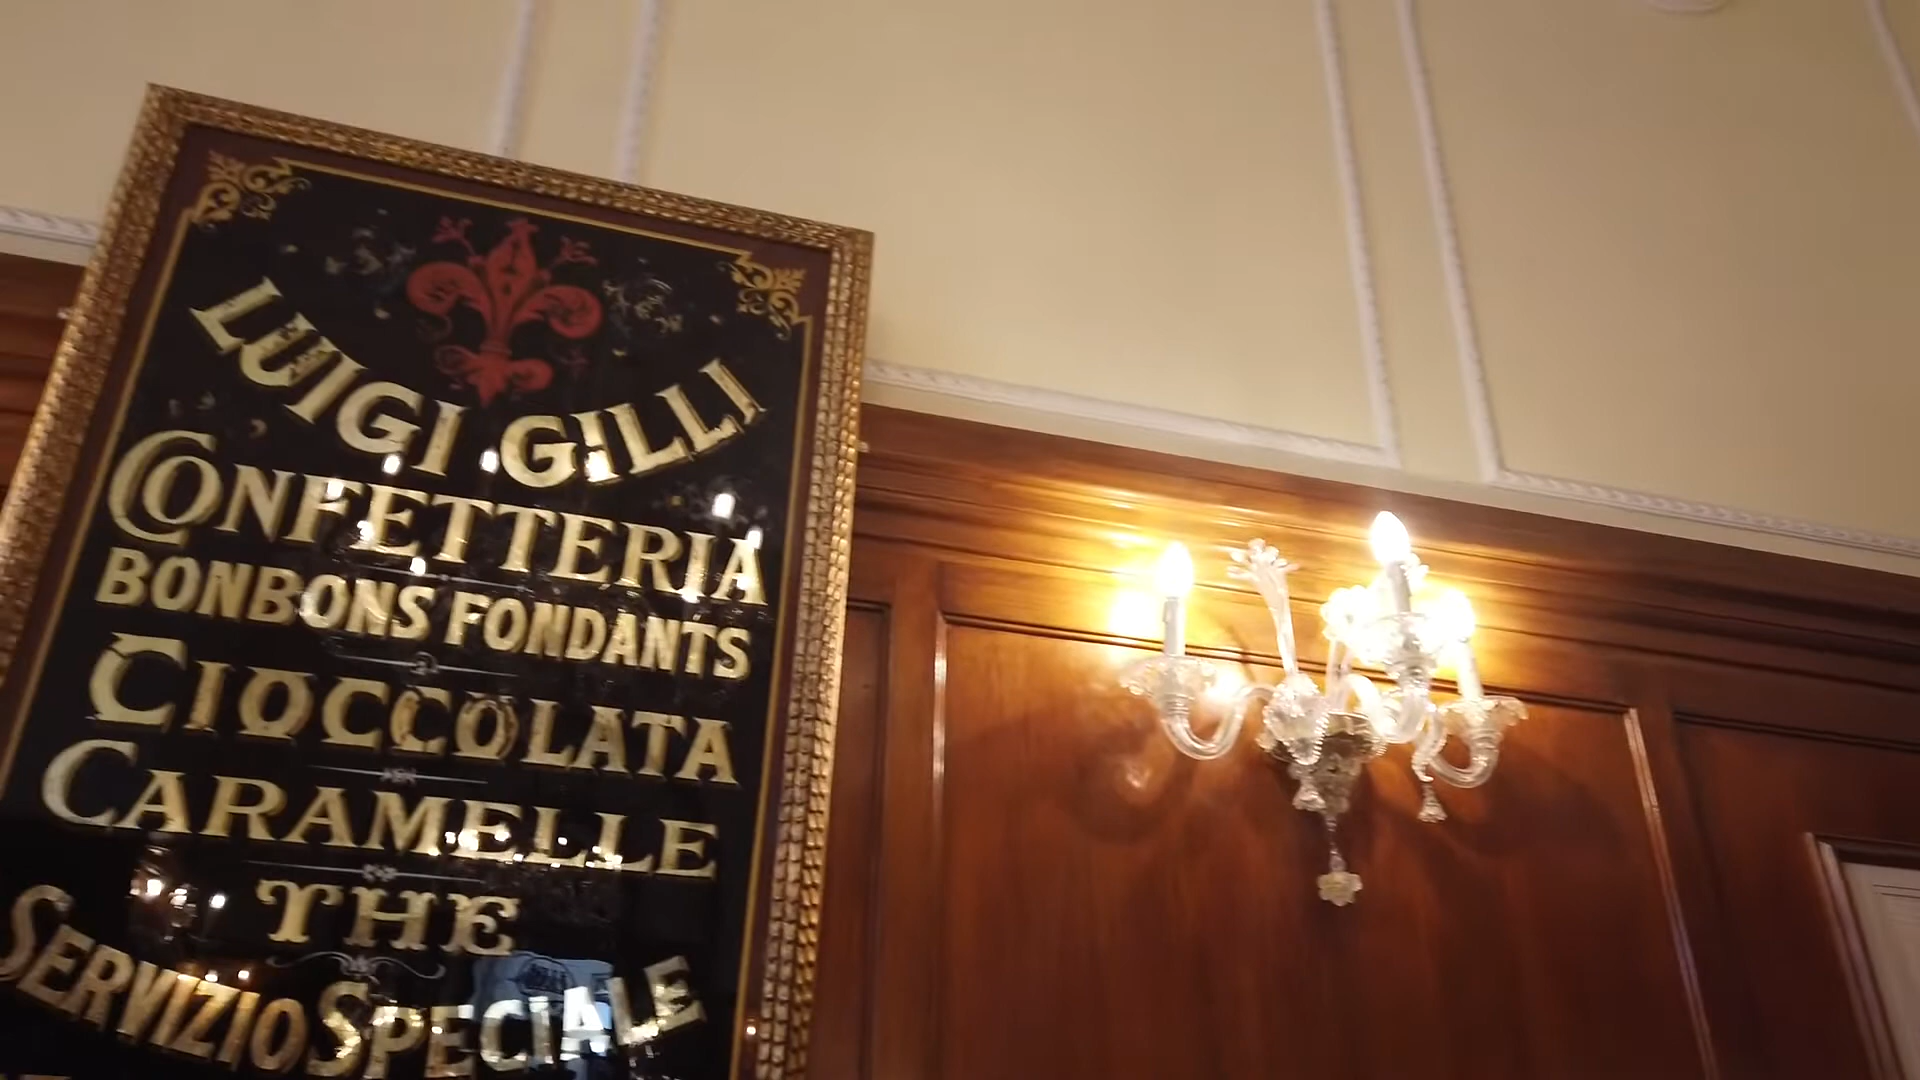 LUIGI GILLI
CONFETTERIA
BONBONS FONDANTS
CIOCCOLATA
CARAMELLE
THE
SERVIZIO SPECIALE